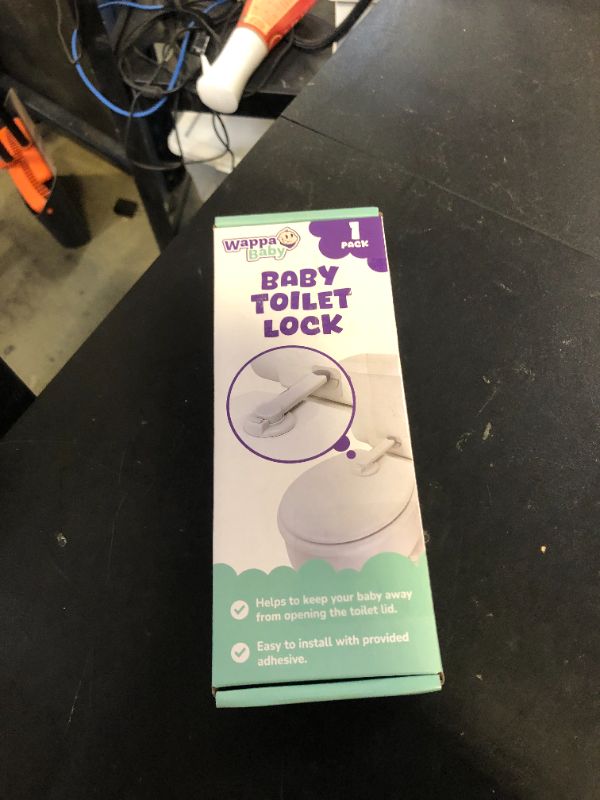 Wappa
Baby
1
PACK
BABY
TOILET
LOCK
Helps to keep your baby away
from opening the toilet lid.
Easy to install with provided
adhesive.